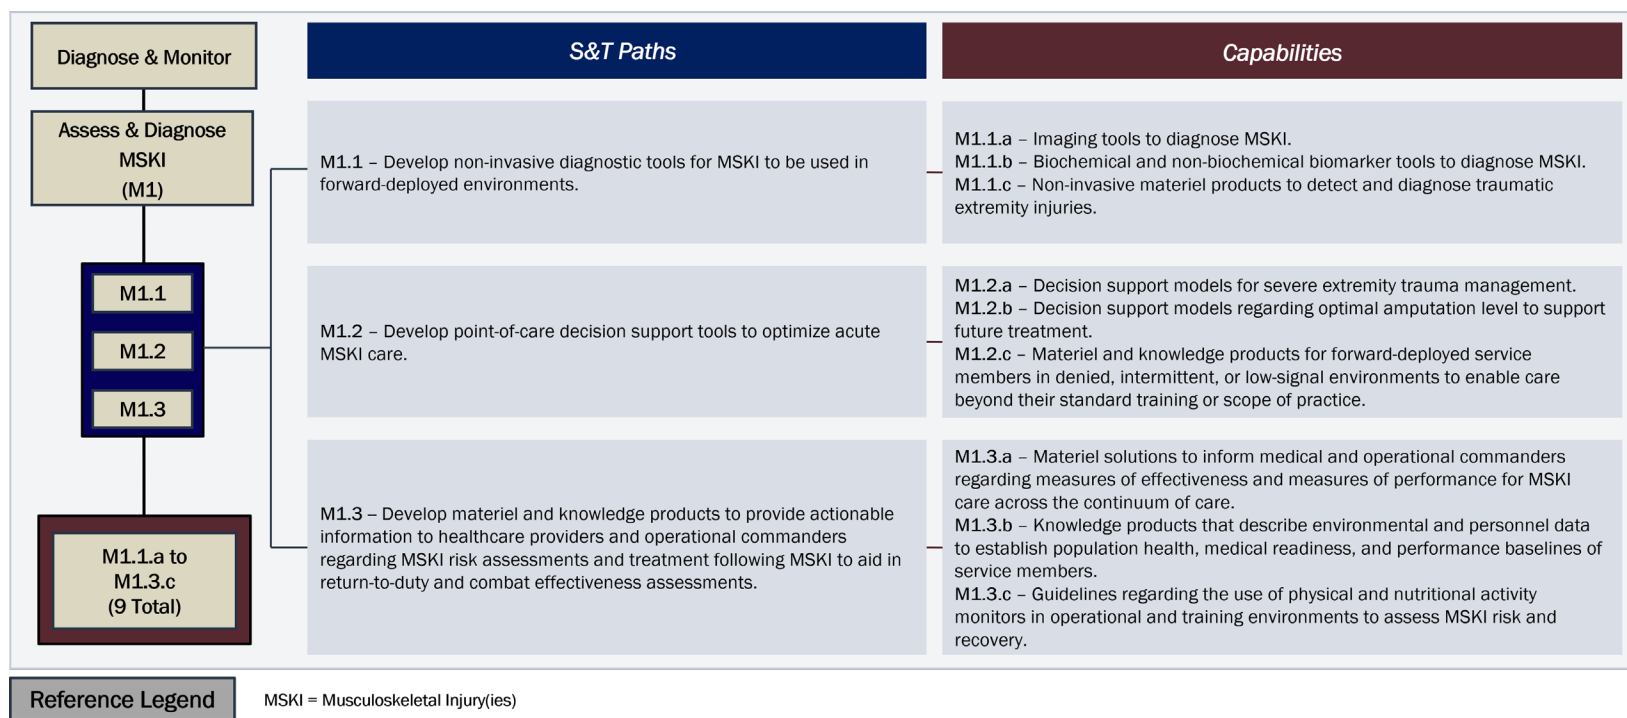 Diagnose & Monitor
Assess & Diagnose
MSKI
(M1)
M1.1
M1.2
M1.3
M1.1.a to
M1.3.c
(9 Total)
S&T Paths
Capabilities
M1.1 – Develop non-invasive diagnostic tools for MSKI to be used in
forward-deployed environments.
M1.1.a – Imaging tools to diagnose MSKI.
M1.1.b – Biochemical and non-biochemical biomarker tools to diagnose MSKI.
M1.1.c – Non-invasive materiel products to detect and diagnose traumatic
extremity injuries.
M1.2 – Develop point-of-care decision support tools to optimize acute
MSKI care.
M1.2.a – Decision support models for severe extremity trauma management.
M1.2.b – Decision support models regarding optimal amputation level to support
future treatment.
M1.2.c – Materiel and knowledge products for forward-deployed service
members in denied, intermittent, or low-signal environments to enable care
beyond their standard training or scope of practice.
M1.3 – Develop materiel and knowledge products to provide actionable
information to healthcare providers and operational commanders
regarding MSKI risk assessments and treatment following MSKI to aid in
return-to-duty and combat effectiveness assessments.
M1.3.a – Materiel solutions to inform medical and operational commanders
regarding measures of effectiveness and measures of performance for MSKI
care across the continuum of care.
M1.3.b – Knowledge products that describe environmental and personnel data
to establish population health, medical readiness, and performance baselines of
service members.
M1.3.c – Guidelines regarding the use of physical and nutritional activity
monitors in operational and training environments to assess MSKI risk and
recovery.
Reference Legend
MSKI = Musculoskeletal Injury(ies)